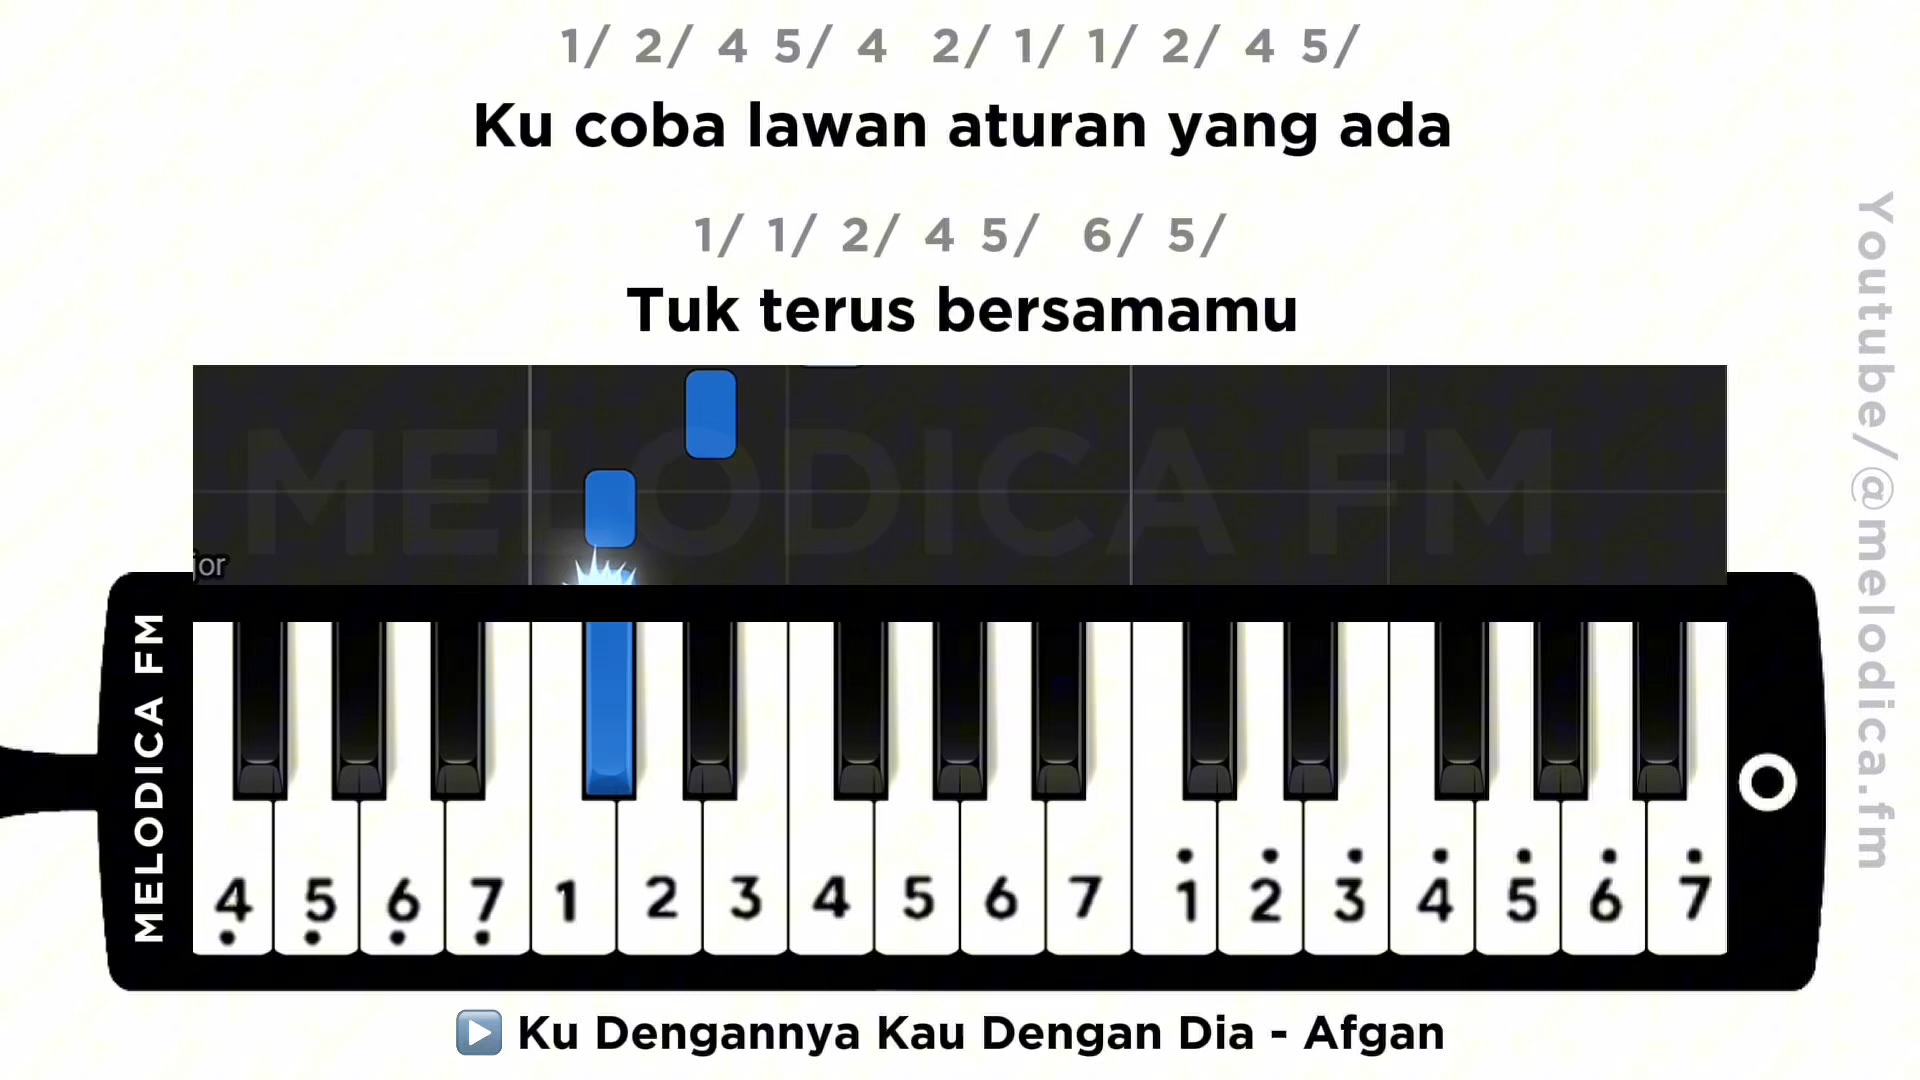 1/ 2/ 4 5/ 4 2/ 1/ 1/ 2/ 4 5/
Ku coba lawan aturan yang ada
1/ 1/ 2/ 4 5/ 6/ 5/
Tuk terus bersamamu
MELODICA FM
jor
MELODICA FM
4 5 6 7 1 2 3 4 5 6 7 1 2 3 4 5 6 7
Youtube/@melodica.fm
Ku Dengannya Kau Dengan Dia - Afgan